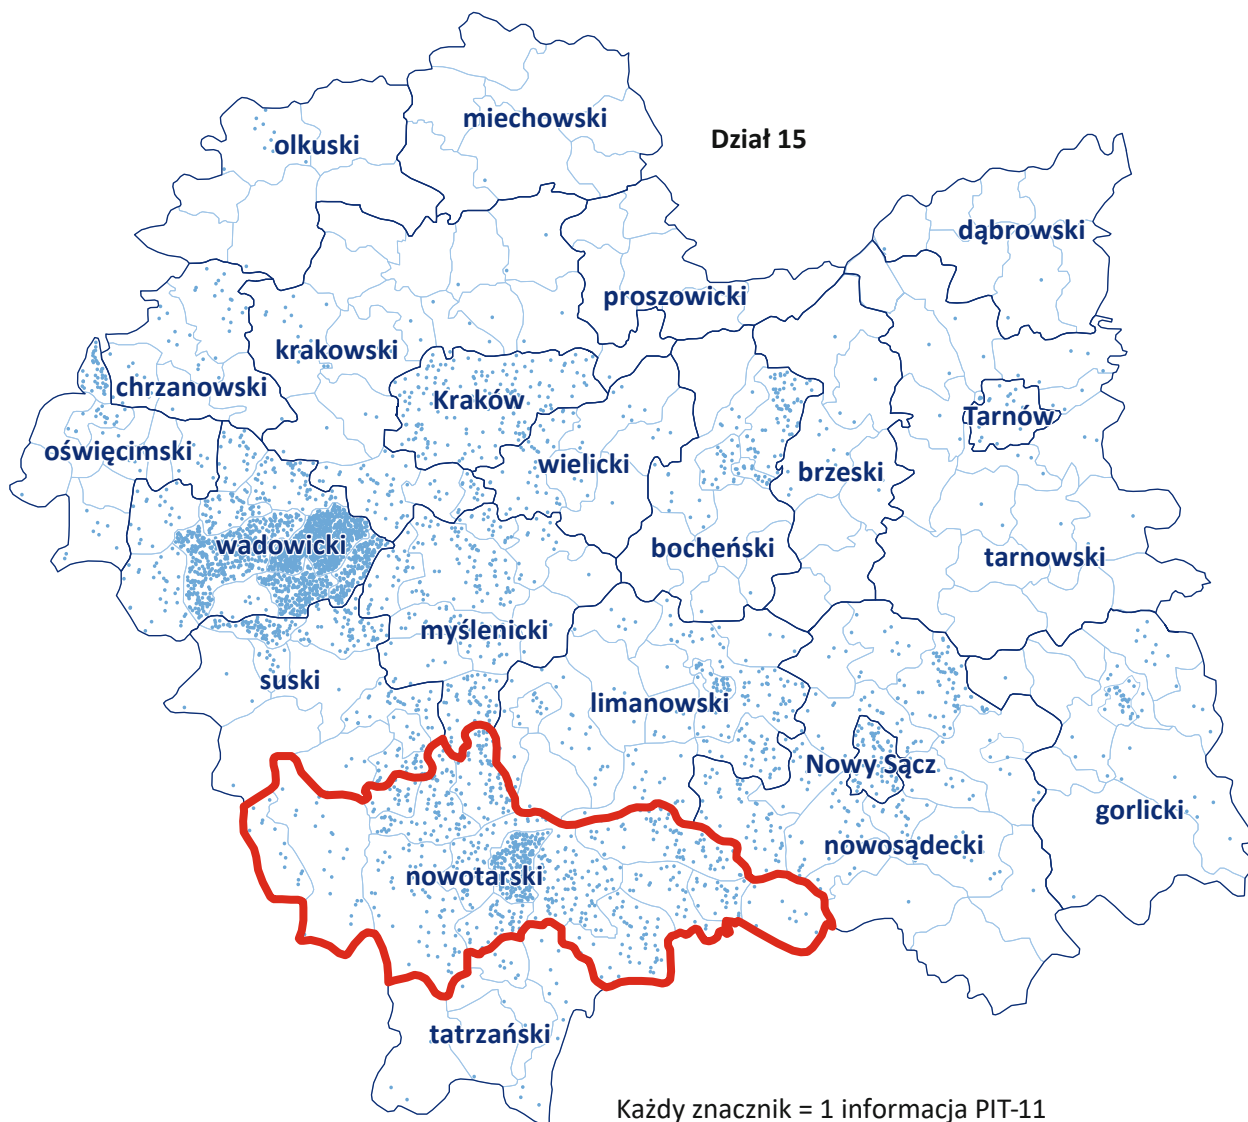 miechowski
Dział 15
olkuski
dąbrowski
proszowicki
krakowski
chrzanowski
Kraków
Tarnów
oświęcimski
wielicki
brzeski
wadowicki
bocheński
tarnowski
myślenicki
suski
limanowski
Nowy Sącz
gorlicki
nowosądecki
nowotarski
tatrzański
Każdy znacznik = 1 informacja PIT-11